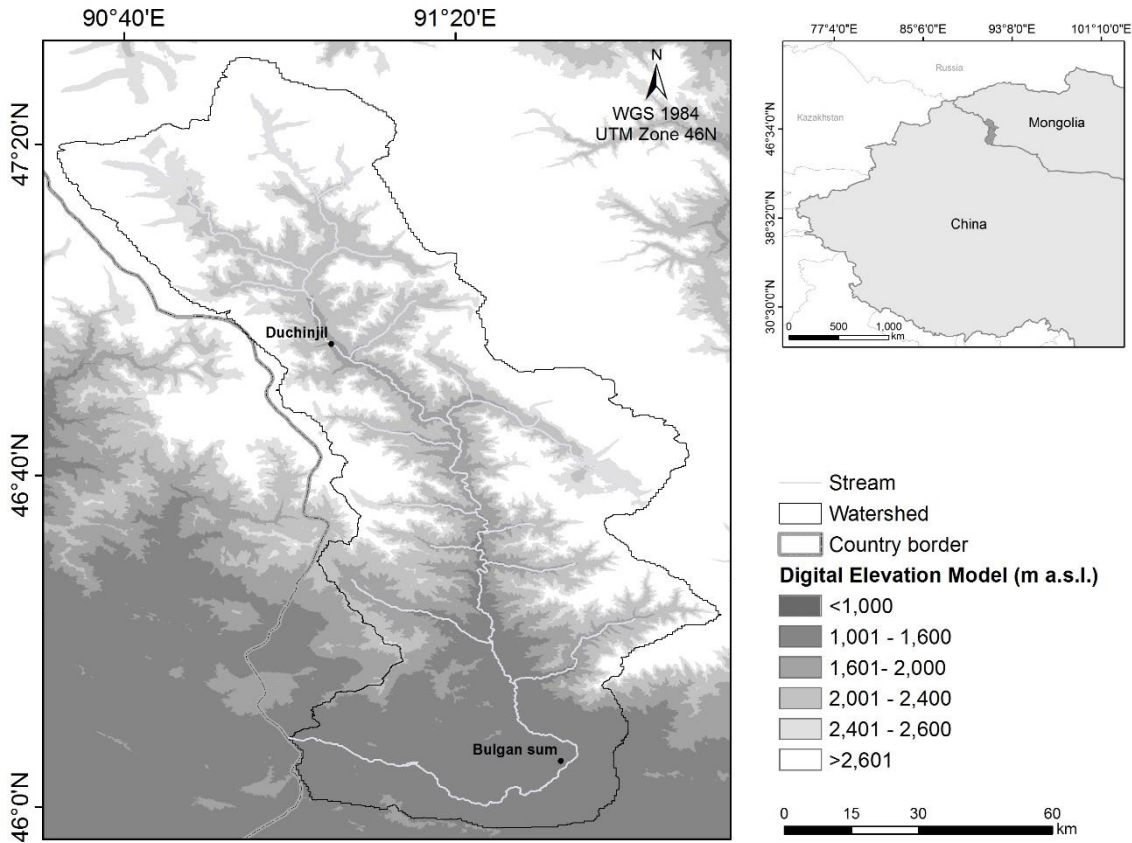 90°40'E
91°20'E
47°20'N
46°40'N
46°0'N
N
WGS 1984
UTM Zone 46N
Duchinjil
Bulgan sum
77°4'0"E
85°6'0"E
93°8'0"E
101°10'0"E
46°34'0"N
38°32'0"N
30°30'0"N
Russia
Kazakhstan
Mongolia
China
0 500 1,000
km
Stream
Watershed
Country border
Digital Elevation Model (m a.s.l.)
<1,000
1,001 - 1,600
1,601- 2,000
2,001 - 2,400
2,401 - 2,600
>2,601
0 15 30 60
km